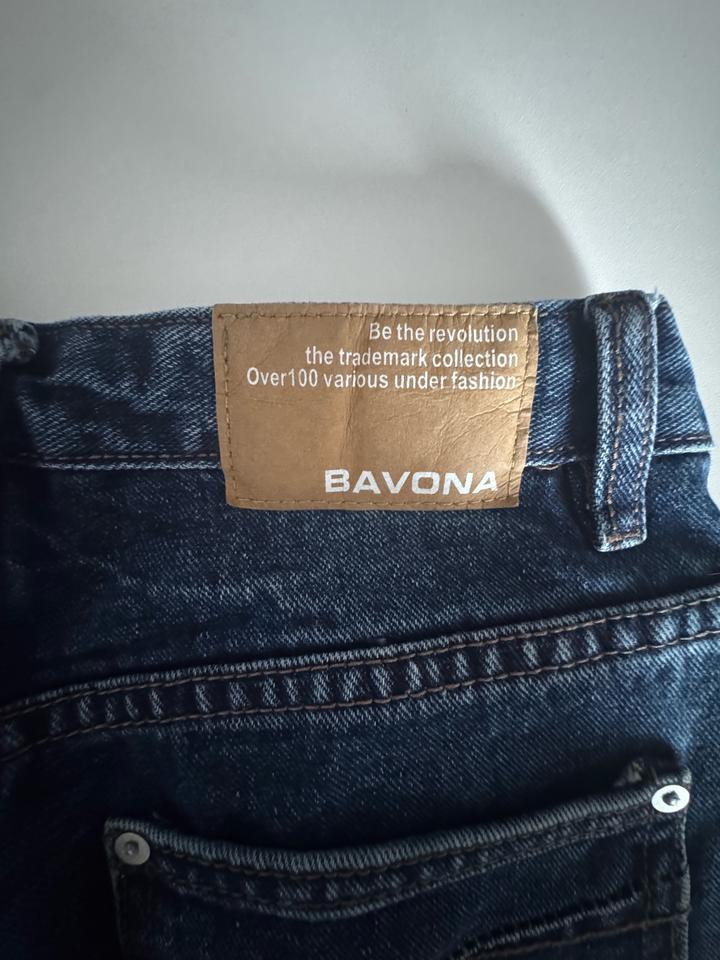 Be the revolution
the trademark collection
Over100 various under fashion
BAVONA